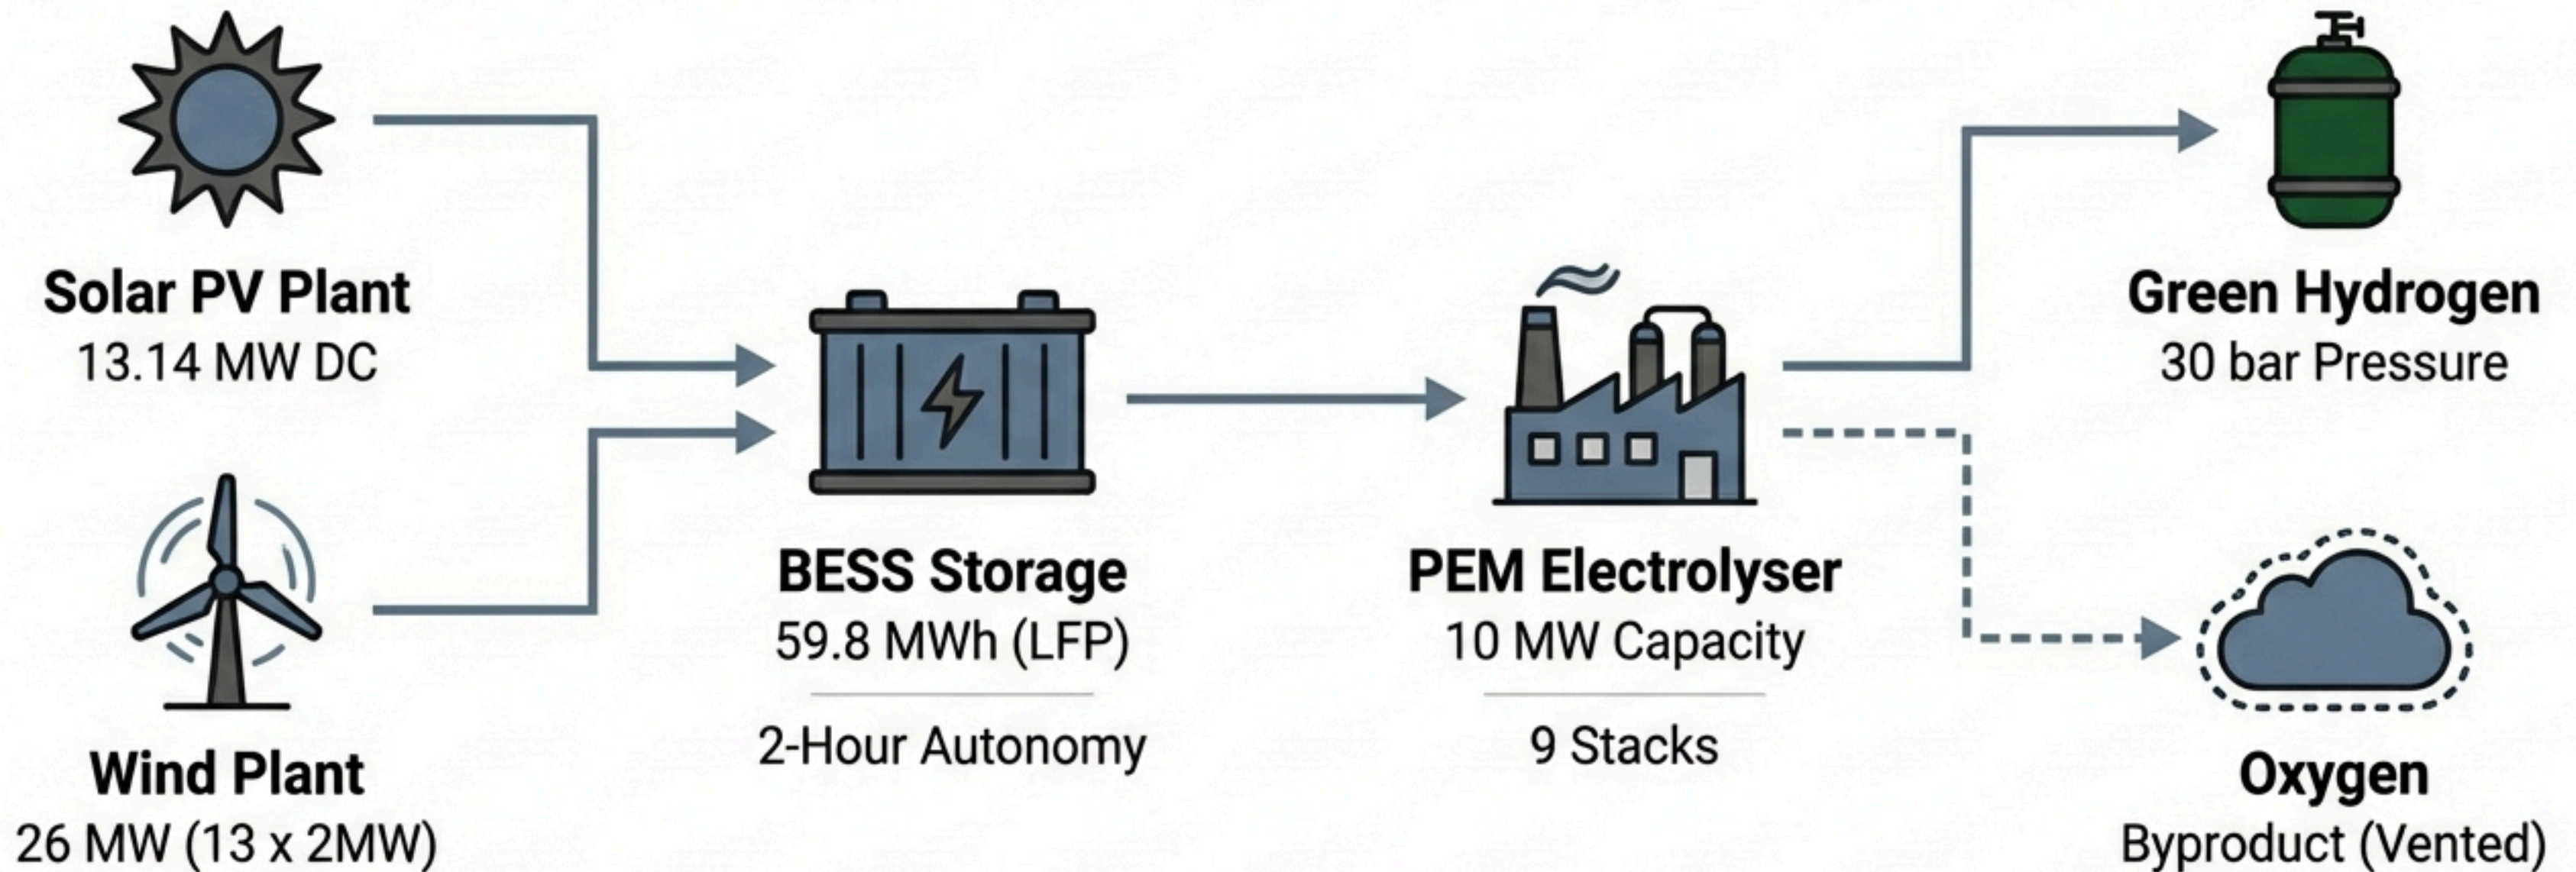 Solar PV Plant
13.14 MW DC
Wind Plant
26 MW (13 x 2MW)
BESS Storage
59.8 MWh (LFP)
2-Hour Autonomy
PEM Electrolyser
10 MW Capacity
9 Stacks
Green Hydrogen
30 bar Pressure
Oxygen
Byproduct (Vented)